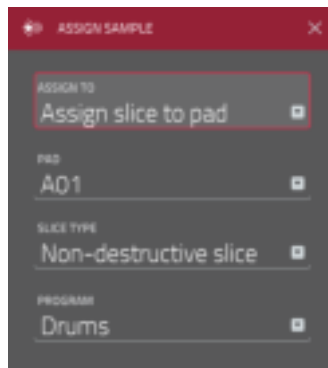 ASSIGN SAMPLE
ASSIGN TO
Assign slice to pad
PAD
A01
SLICE TYPE
Non-destructive slice
PROGRAM
Drums